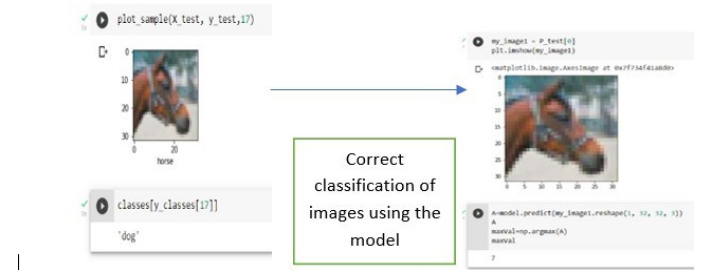 plot_sample(X_test, y_test,17)
0
10
20
30
0 20
horse
classes[y_classes[17]]
'dog'
Correct
classification of
images using the
model
my_image1 = P_test[0]
plt.imshow(my_image1)
<matplotlib.image.AxesImage at 0x7f734f41a8d0>
0
5
10
15
20
25
30
0 5 10 15 20 25 30
A=model.predict(my_image1.reshape(1, 32, 32, 3))
A
maxVal=np.argmax(A)
maxVal
7